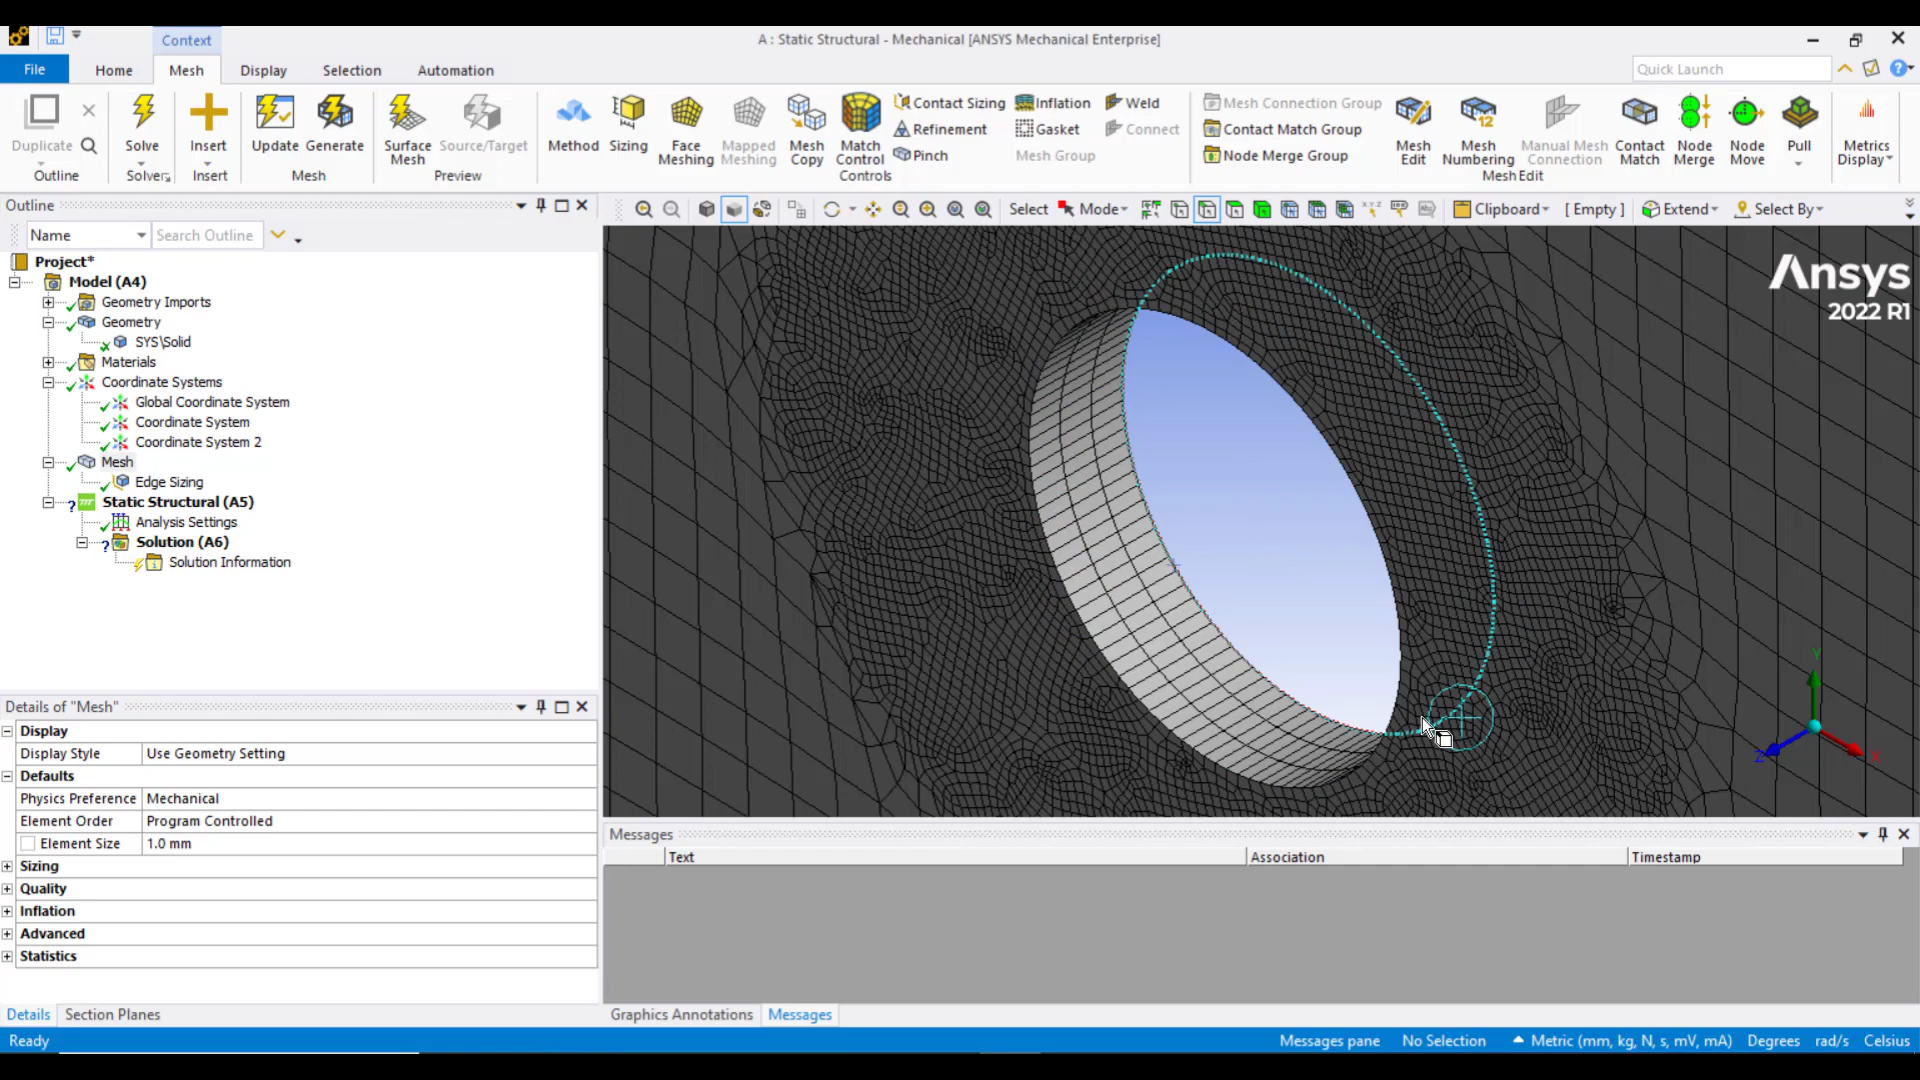 Context
A : Static Structural - Mechanical [ANSYS Mechanical Enterprise]
File Home Mesh Display Selection Automation
Quick Launch
Duplicate
Outline
Solve
Solver
Insert
Insert
Update
Generate
Mesh
Surface Mesh
Source/Target
Preview
Method
Sizing
Face Meshing
Mapped Meshing
Mesh Copy
Match Control
Contact Sizing
Refinement
Pinch
Inflation
Gasket
Mesh Group
Weld
Connect
Controls
Mesh Connection Group
Contact Match Group
Node Merge Group
Mesh Edit
Mesh Numbering
Manual Mesh Connection
Contact Match
Node Merge
Node Move
Pull
Mesh Edit
Metrics Display
Outline
Name Search Outline
Select Mode Clipboard [ Empty ] Extend Select By
Project*
Model (A4)
Geometry Imports
Geometry
SYS\Solid
Materials
Coordinate Systems
Global Coordinate System
Coordinate System
Coordinate System 2
Mesh
Edge Sizing
Static Structural (A5)
Analysis Settings
Solution (A6)
Solution Information
Ansys
2022 R1
Y
Z
X
Details of "Mesh"
Display
Display Style Use Geometry Setting
Defaults
Physics Preference Mechanical
Element Order Program Controlled
Element Size 1.0 mm
Sizing
Quality
Inflation
Advanced
Statistics
Details Section Planes
Messages
Text Association Timestamp
Graphics Annotations Messages
Ready Messages pane No Selection Metric (mm, kg, N, s, mV, mA) Degrees rad/s Celsius